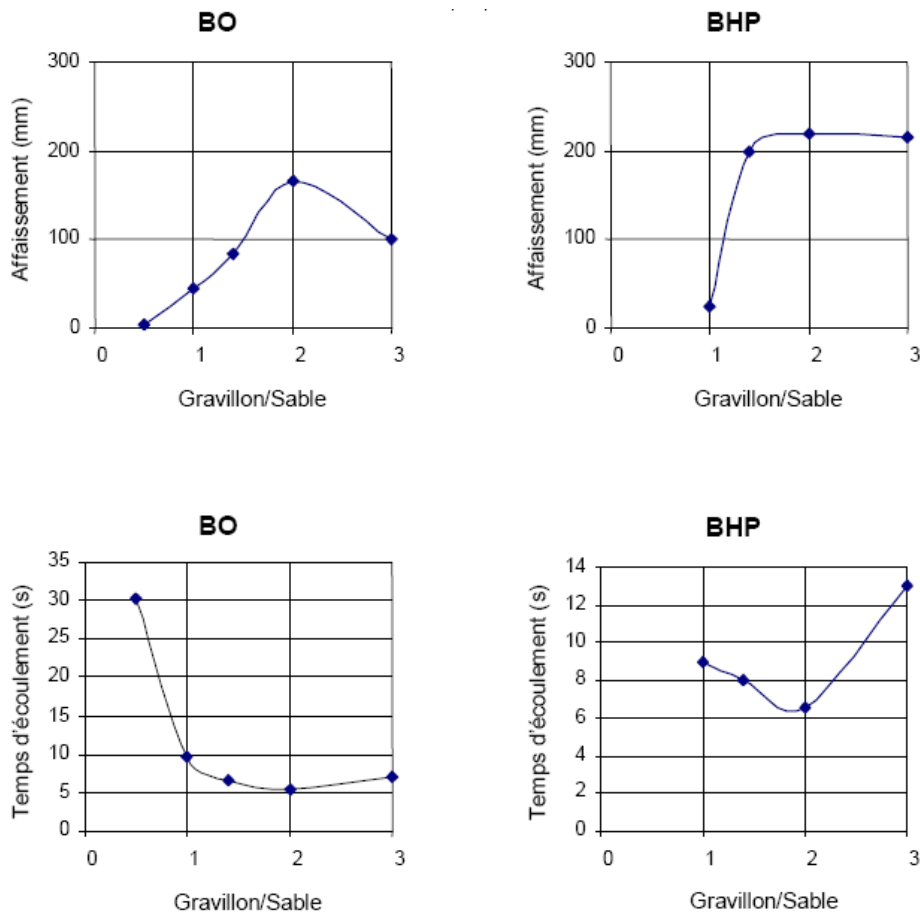 BO
300
200
100
0
Affaissement (mm)
0 1 2 3
Gravillon/Sable
BHP
300
200
100
0
Affaissement (mm)
0 1 2 3
Gravillon/Sable
BO
35
30
25
20
15
10
5
0
Temps d'écoulement (s)
0 1 2 3
Gravillon/Sable
BHP
14
12
10
8
6
4
2
0
Temps d'écoulement (s)
0 1 2 3
Gravillon/Sable